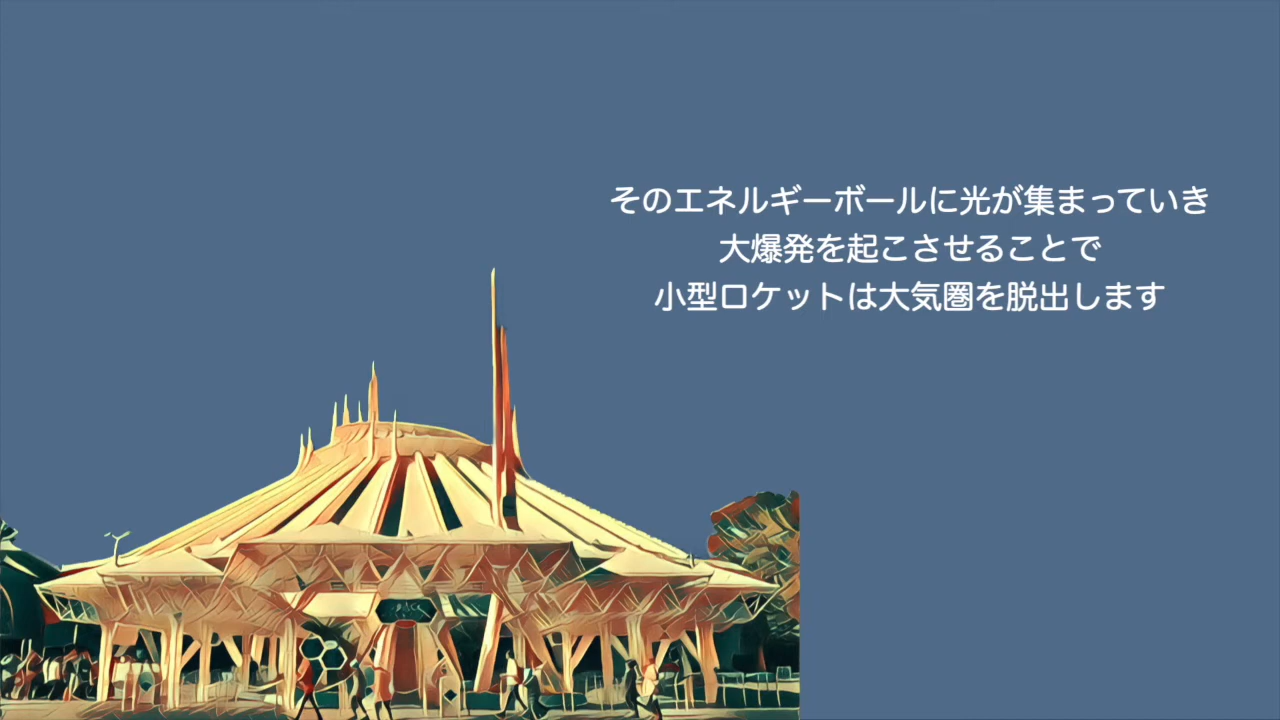 そのエネルギーボールに光が集まっていき
大爆発を起こさせることで
小型ロケットは大気圏を脱出します